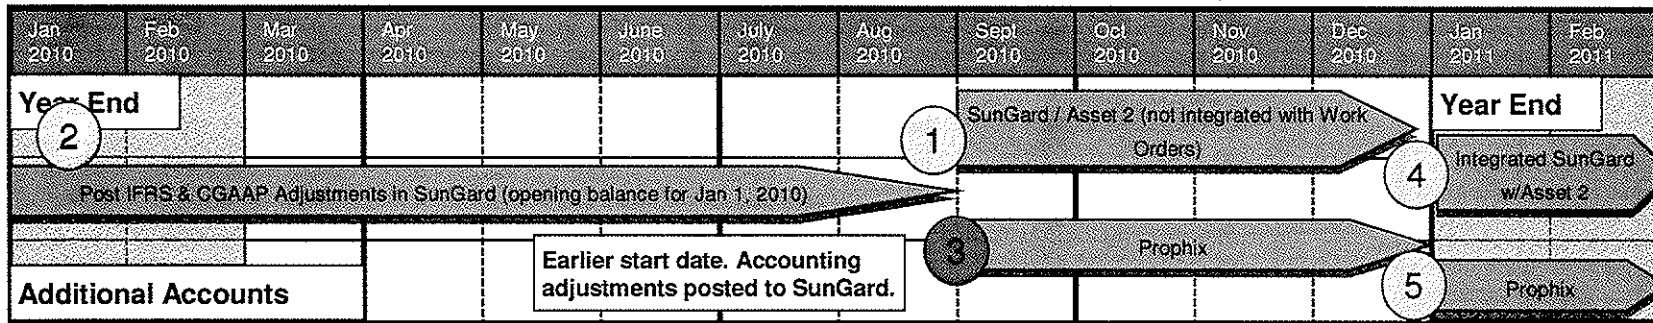 Jan 2010
Feb 2010
Mar 2010
Apr 2010
May 2010
June 2010
July 2010
Aug 2010
Sept 2010
Oct 2010
Nov 2010
Dec 2010
Jan 2011
Feb 2011
Year End
2
1
SunGard / Asset 2 (not integrated with Work
Orders)
Year End
4
Integrated SunGard
w/Asset 2
Post IFRS & CGAAP Adjustments in SunGard (opening balance for Jan 1, 2010)
3
Prophix
Earlier start date. Accounting
adjustments posted to SunGard.
Additional Accounts
5
Prophix